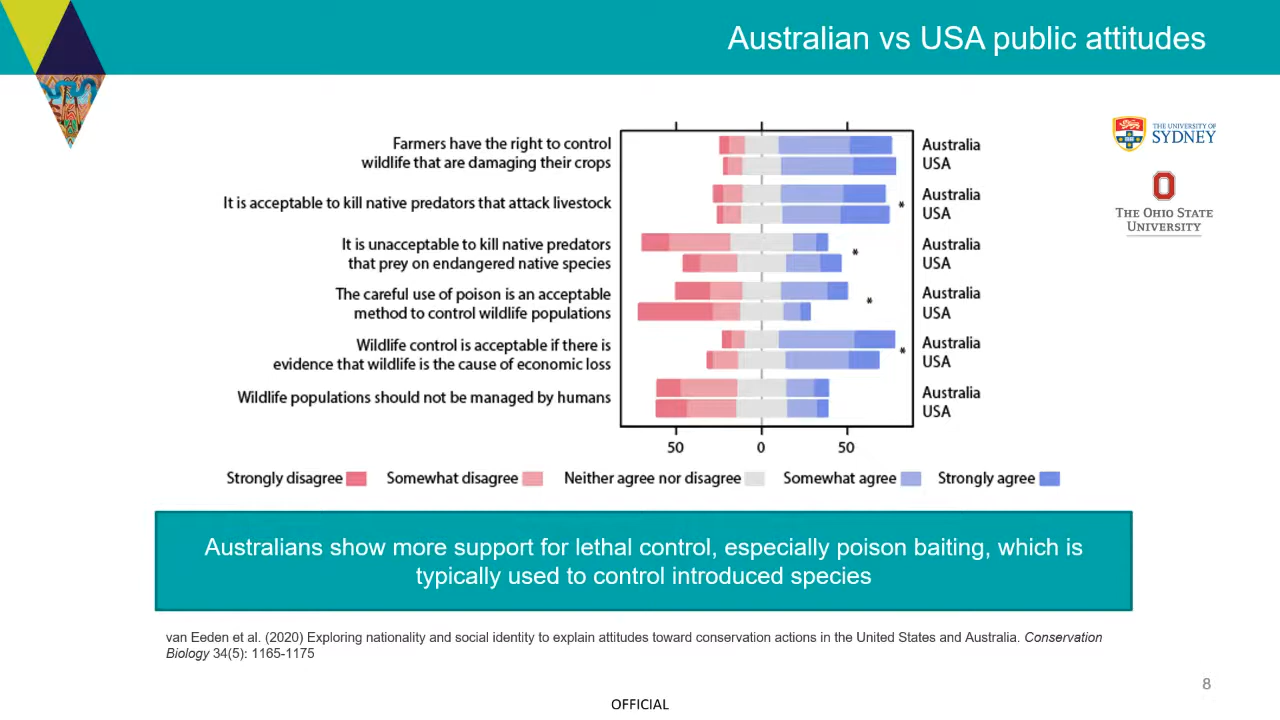 Australian vs USA public attitudes
THE UNIVERSITY OF
SYDNEY
THE OHIO STATE
UNIVERSITY
Farmers have the right to control
wildlife that are damaging their crops
Australia
USA
It is acceptable to kill native predators that attack livestock
*
Australia
USA
It is unacceptable to kill native predators
that prey on endangered native species
*
Australia
USA
The careful use of poison is an acceptable
method to control wildlife populations
*
Australia
USA
Wildlife control is acceptable if there is
evidence that wildlife is the cause of economic loss
*
Australia
USA
Wildlife populations should not be managed by humans
Australia
USA
50 0 50
Strongly disagree Somewhat disagree Neither agree nor disagree Somewhat agree Strongly agree
Australians show more support for lethal control, especially poison baiting, which is
typically used to control introduced species
van Eeden et al. (2020) Exploring nationality and social identity to explain attitudes toward conservation actions in the United States and Australia. Conservation
Biology 34(5): 1165-1175
8
OFFICIAL